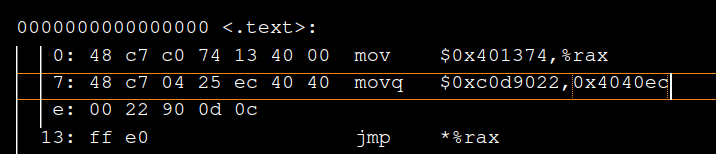 0000000000000000 <.text>:
0: 48 c7 c0 74 13 40 00 mov $0x401374,%rax
7: 48 c7 04 25 ec 40 40 movq $0xc0d9022,0x4040ec
e: 00 22 90 0d 0c
13: ff e0 jmp *%rax